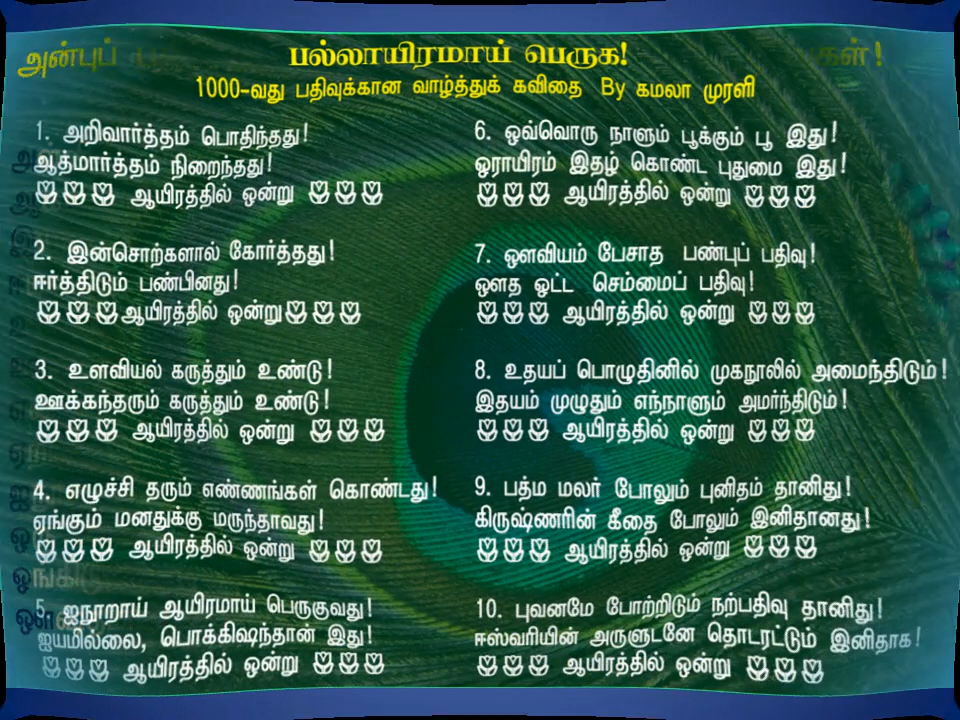 அன்புப்
பல்லாயிரமாய் பெருக!
1000-வது பதிவுக்கான வாழ்த்துக் கவிதை By கமலா முரளி
1. அறிவார்த்தம் பொதிந்தது!
ஆத்மார்த்தம் நிறைந்தது!
ஆயிரத்தில் ஒன்று
2. இன்சொற்களால் கோர்த்தது!
ஈர்த்திடும் பண்பினது!
ஆயிரத்தில் ஒன்று
3. உளவியல் கருத்தும் உண்டு!
ஊக்கந்தரும் கருத்தும் உண்டு!
ஆயிரத்தில் ஒன்று
4. எழுச்சி தரும் எண்ணங்கள் கொண்டது!
ஏங்கும் மனதுக்கு மருந்தாவது!
ஆயிரத்தில் ஒன்று
5. ஐநூறாய் ஆயிரமாய் பெருகுவது!
ஐயமில்லை, பொக்கிஷந்தான் இது!
ஆயிரத்தில் ஒன்று
6. ஒவ்வொரு நாளும் பூக்கும் பூ இது!
ஓராயிரம் இதழ் கொண்ட புதுமை இது!
ஆயிரத்தில் ஒன்று
7. ஔவியம் பேசாத பண்புப் பதிவு!
ஔத ஓட்ட செம்மைப் பதிவு!
ஆயிரத்தில் ஒன்று
8. உதயப் பொழுதினில் முகநூலில் அமைந்திடும்!
இதயம் முழுதும் எந்நாளும் அமர்ந்திடும்!
ஆயிரத்தில் ஒன்று
9. பத்ம மலர் போலும் புனிதம் தானிது!
கிருஷ்ணரின் கீதை போலும் இனிதானது!
ஆயிரத்தில் ஒன்று
10. புவனமே போற்றிடும் நற்பதிவு தானிது!
ஈஸ்வரியின் அருளுடனே தொடரட்டும் இனிதாக!
ஆயிரத்தில் ஒன்று